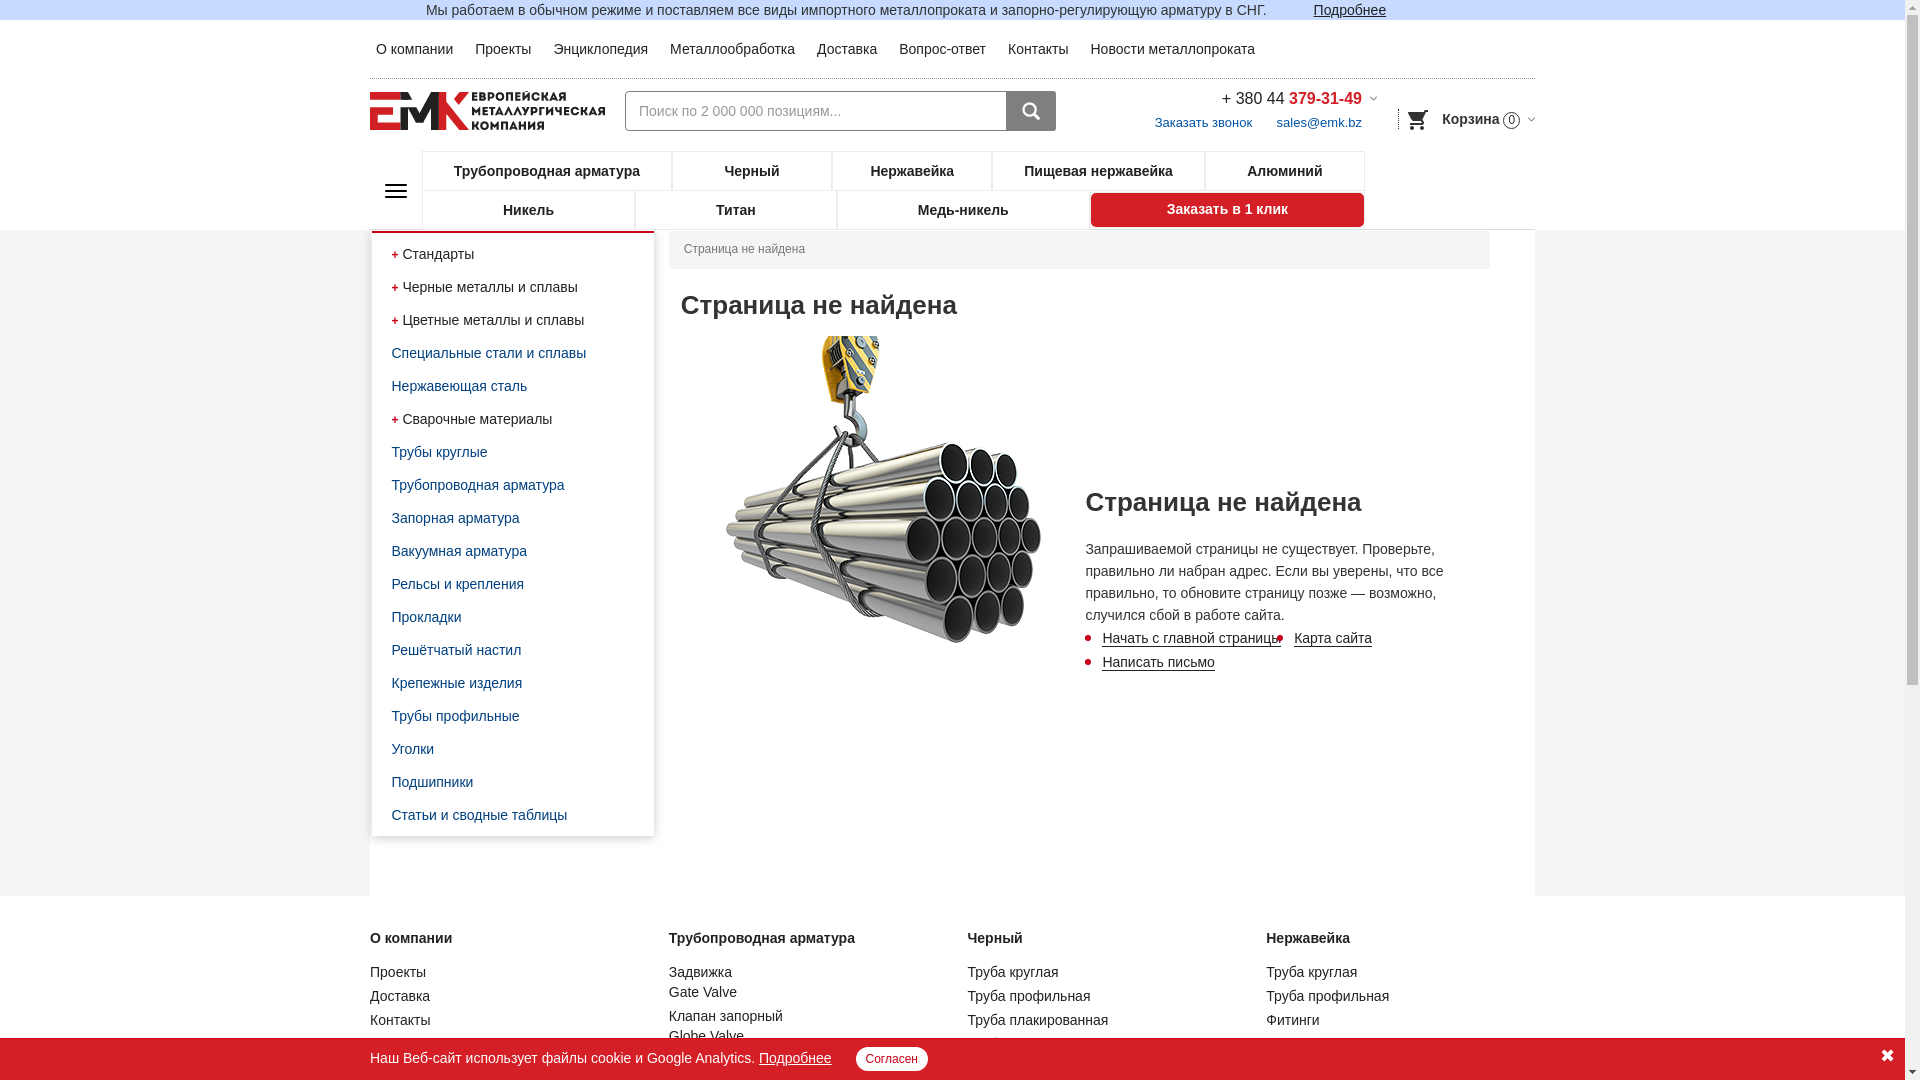 Мы работаем в обычном режиме и поставляем все виды импортного металлопроката и запорно-регулирующую арматуру в СНГ. Подробнее
О компании Проекты Энциклопедия Металлообработка Доставка Вопрос-ответ Контакты Новости металлопроката
ЕМК ЕВРОПЕЙСКАЯ
МЕТАЛЛУРГИЧЕСКАЯ
КОМПАНИЯ
Поиск по 2 000 000 позициям...
+ 380 44 379-31-49
Заказать звонок sales@emk.bz
Корзина 0
Трубопроводная арматура Черный Нержавейка Пищевая нержавейка Алюминий
Никель Титан Медь-никель Заказать в 1 клик
+ Стандарты
+ Черные металлы и сплавы
+ Цветные металлы и сплавы
Специальные стали и сплавы
Нержавеющая сталь
+ Сварочные материалы
Трубы круглые
Трубопроводная арматура
Запорная арматура
Вакуумная арматура
Рельсы и крепления
Прокладки
Решётчатый настил
Крепежные изделия
Трубы профильные
Уголки
Подшипники
Статьи и сводные таблицы
Страница не найдена
Страница не найдена
Страница не найдена
Запрашиваемой страницы не существует. Проверьте,
правильно ли набран адрес. Если вы уверены, что все
правильно, то обновите страницу позже — возможно,
случился сбой в работе сайта.
Начать с главной страницы Карта сайта
Написать письмо
О компании
Проекты
Доставка
Контакты
Трубопроводная арматура
Задвижка
Gate Valve
Клапан запорный
Globe Valve
Черный
Труба круглая
Труба профильная
Труба плакированная
Нержавейка
Труба круглая
Труба профильная
Фитинги
Наш Веб-сайт использует файлы cookie и Google Analytics. Подробнее Согласен